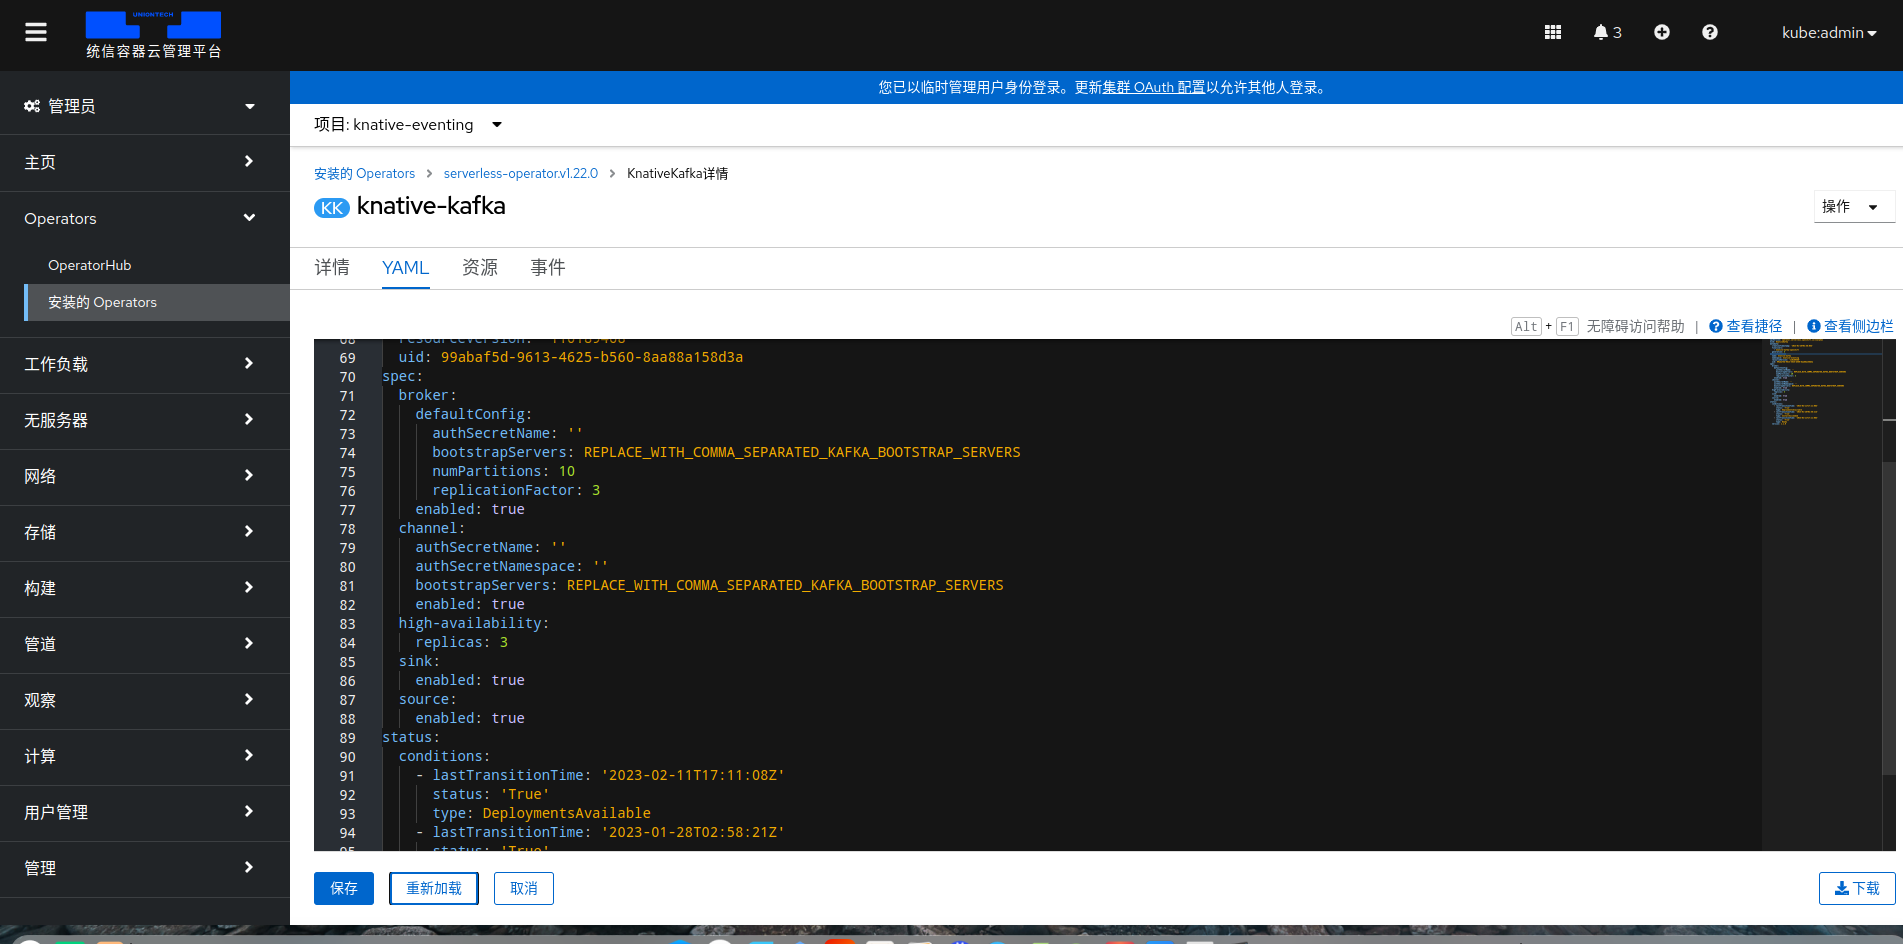 UNIONTECH
统信容器云管理平台
3
kube:admin
管理员
主页
Operators
OperatorHub
安装的 Operators
工作负载
无服务器
网络
存储
构建
管道
观察
计算
用户管理
管理
您已以临时管理用户身份登录。更新集群 OAuth 配置以允许其他人登录。
项目: knative-eventing
安装的 Operators > serverless-operator.v1.22.0 > KnativeKafka详情
KK knative-kafka
操作
详情 YAML 资源 事件
Alt + F1 无障碍访问帮助 | 查看捷径 | 查看侧边栏
68 resourceVersion:
69 uid: 99abaf5d-9613-4625-b560-8aa88a158d3a
70 spec:
71 broker:
72 defaultConfig:
73 authSecretName: ''
74 bootstrapServers: REPLACE_WITH_COMMA_SEPARATED_KAFKA_BOOTSTRAP_SERVERS
75 numPartitions: 10
76 replicationFactor: 3
77 enabled: true
78 channel:
79 authSecretName: ''
80 authSecretNamespace: ''
81 bootstrapServers: REPLACE_WITH_COMMA_SEPARATED_KAFKA_BOOTSTRAP_SERVERS
82 enabled: true
83 high-availability:
84 replicas: 3
85 sink:
86 enabled: true
87 source:
88 enabled: true
89 status:
90 conditions:
91 - lastTransitionTime: '2023-02-11T17:11:08Z'
92 status: 'True'
93 type: DeploymentsAvailable
94 - lastTransitionTime: '2023-01-28T02:58:21Z'
95 status: 'True'
保存 重新加载 取消 下载